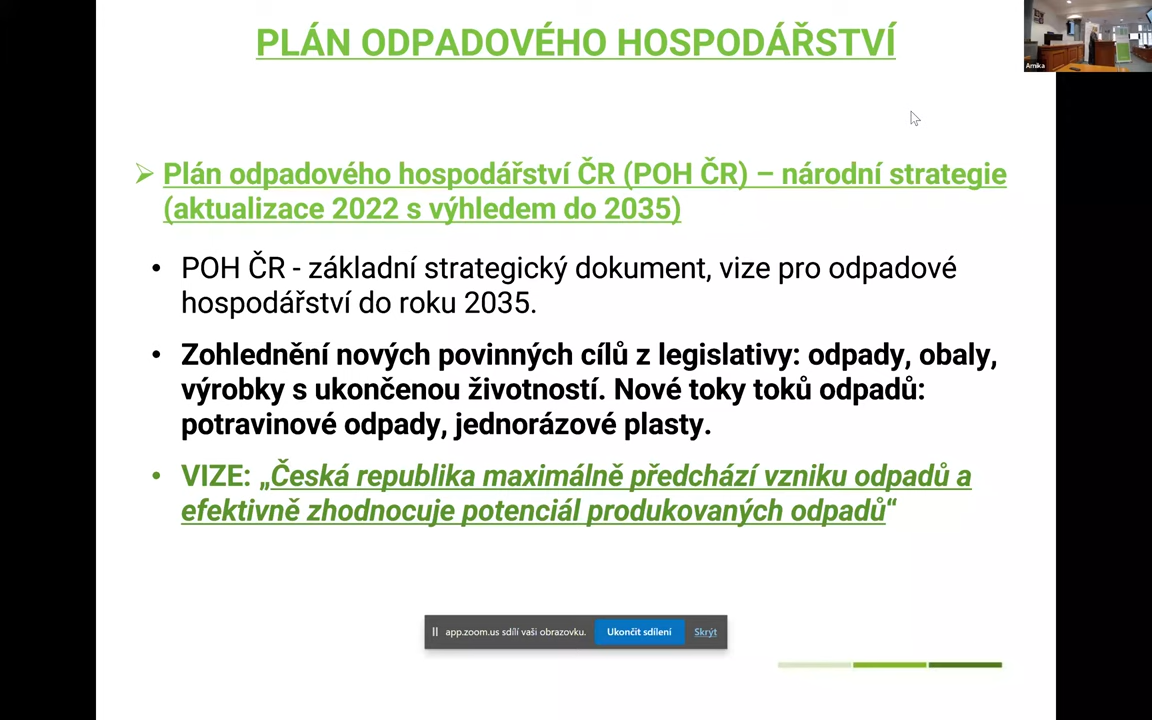 PLÁN ODPADOVÉHO HOSPODÁŘSTVÍ
Arnika
Plán odpadového hospodářství ČR (POH ČR) – národní strategie
(aktualizace 2022 s výhledem do 2035)
• POH ČR - základní strategický dokument, vize pro odpadové
hospodářství do roku 2035.
• Zohlednění nových povinných cílů z legislativy: odpady, obaly,
výrobky s ukončenou životností. Nové toky toků odpadů:
potravinové odpady, jednorázové plasty.
• VIZE: „Česká republika maximálně předchází vzniku odpadů a
efektivně zhodnocuje potenciál produkovaných odpadů“
app.zoom.us sdílí vaši obrazovku. Ukončit sdílení Skrýt